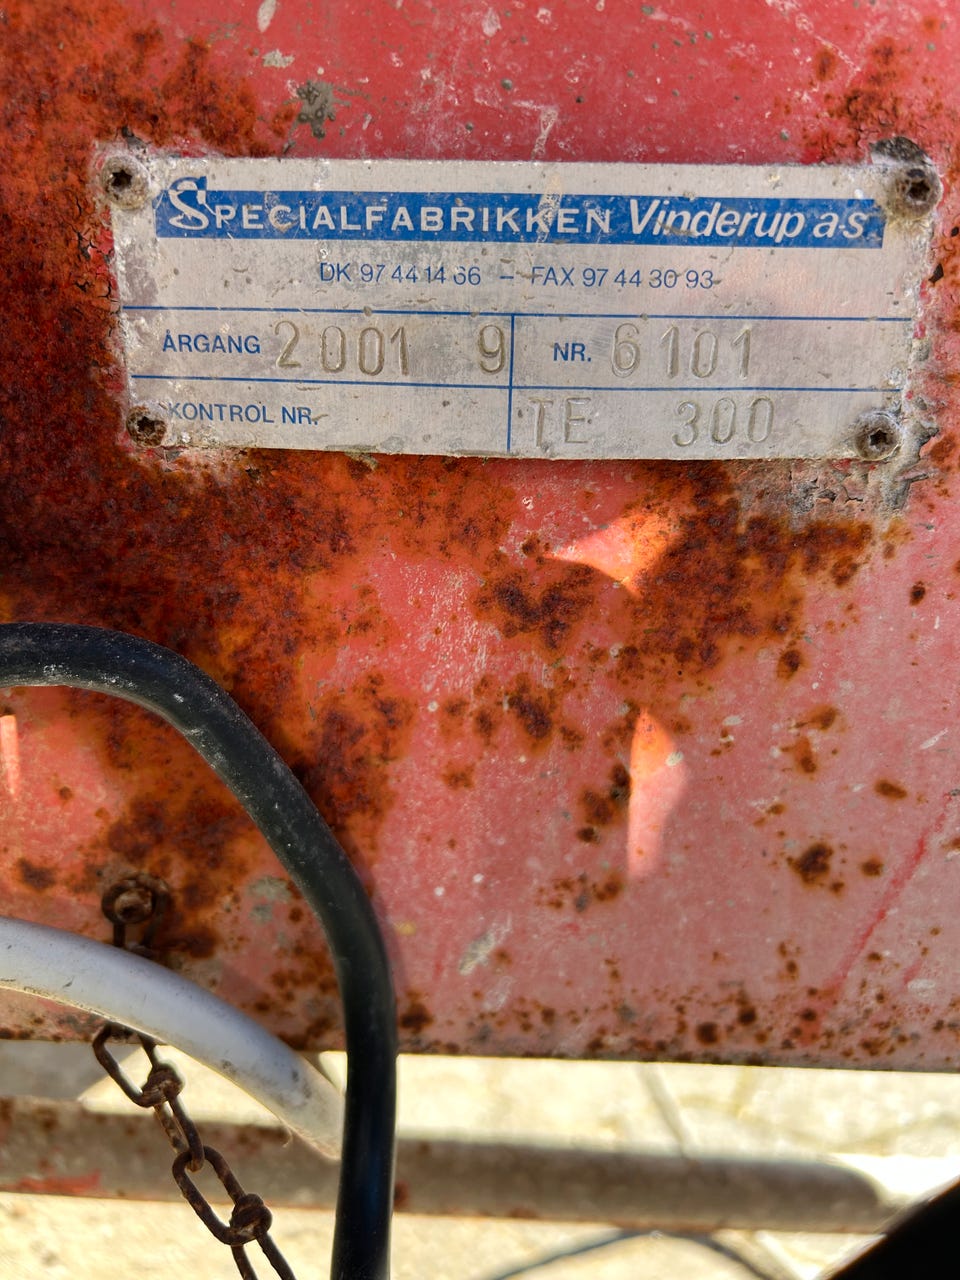 SPECIALFABRIKKEN Vinderup a·s
DK 97 44 14 66 – FAX 97 44 30 93
ÅRGANG 2001 9 NR. 6101
KONTROL NR. TE 300